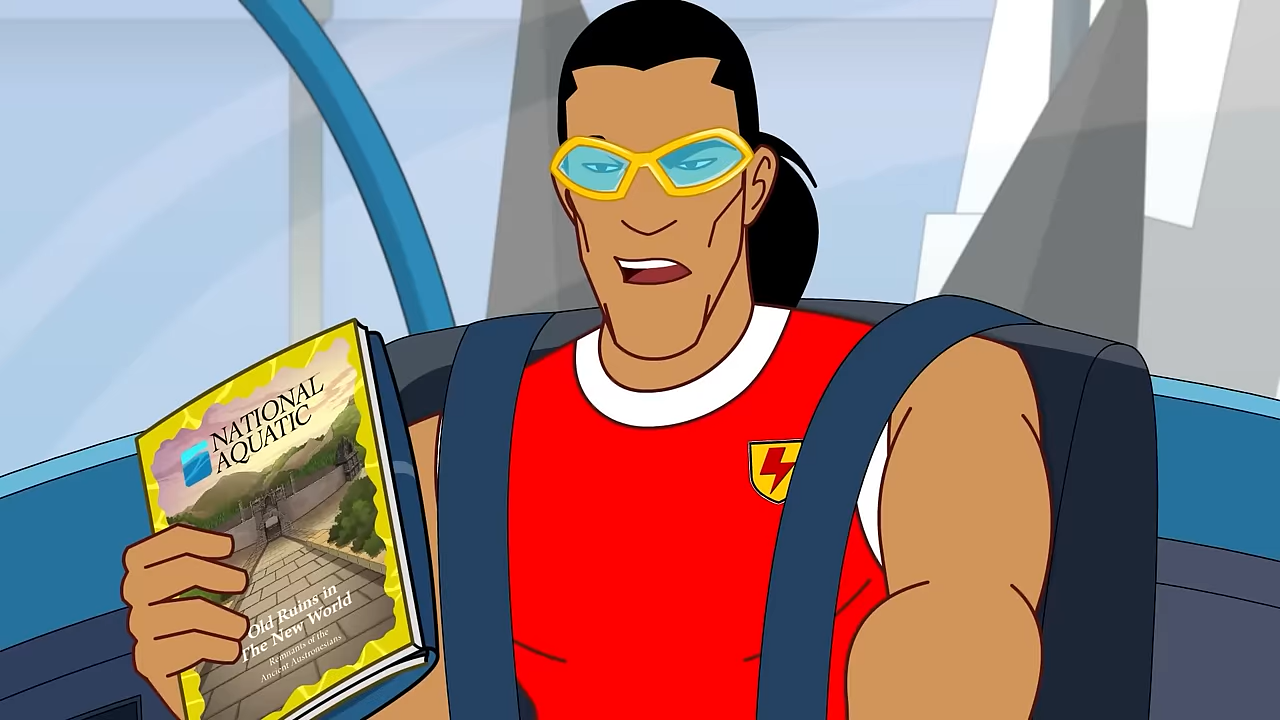 NATIONAL
AQUATIC
Old Ruins in
The New World
Remnants of the
Ancient Austronesians